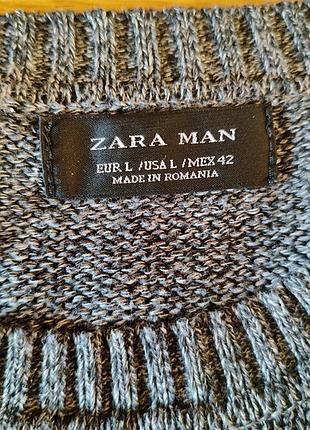 ZARA MAN
EUR L / USA L / MEX 42
MADE IN ROMANIA